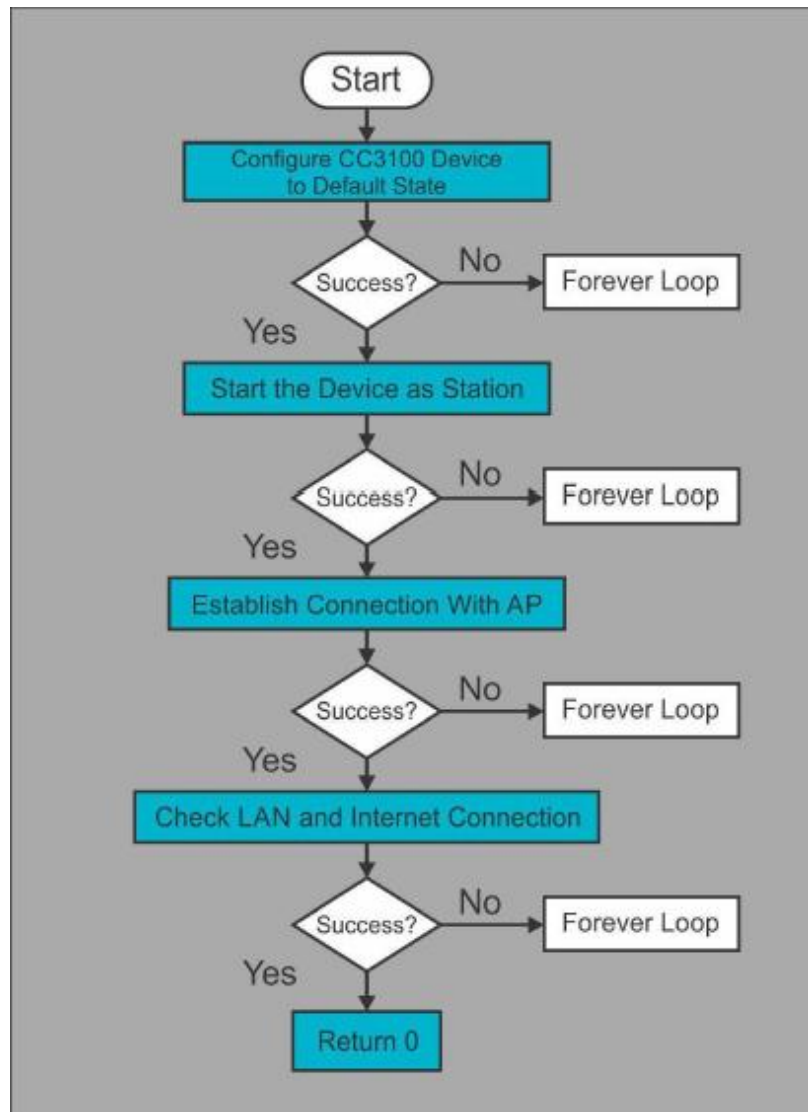 Start
Configure CC3100 Device
to Default State
Success?
No
Forever Loop
Yes
Start the Device as Station
Success?
No
Forever Loop
Yes
Establish Connection With AP
Success?
No
Forever Loop
Yes
Check LAN and Internet Connection
Success?
No
Forever Loop
Yes
Return 0